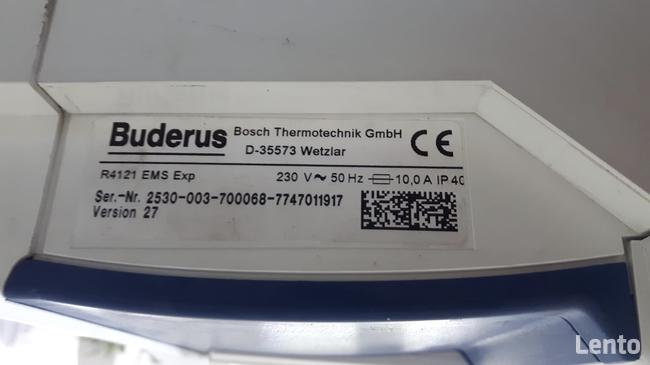 Buderus
Bosch Thermotechnik GmbH
D-35573 Wetzlar
CE
R4121 EMS Exp 230 V~ 50 Hz 10,0 A IP 40
Ser.-Nr. 2530-003-700068-7747011917
Version 27
Lento